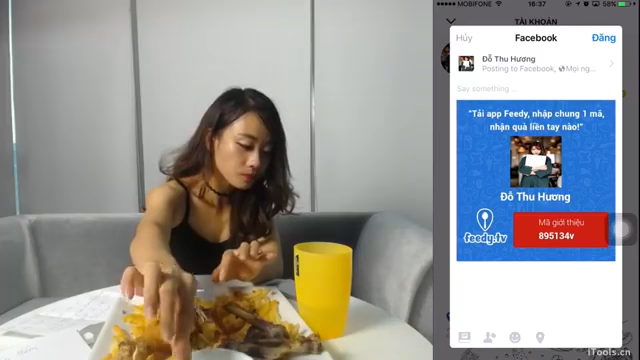 MOBIFONE
16:37
58%
TÀI KHOẢN
Hủy
Facebook
Đăng
Đỗ Thu Hương
Posting to Facebook, Mọi ng...
Say something ...
"Tải app Feedy, nhập chung 1 mã,
nhận quà liền tay nào!"
Đỗ Thu Hương
Mã giới thiệu
feedy.tv
895134v
iTools.cn